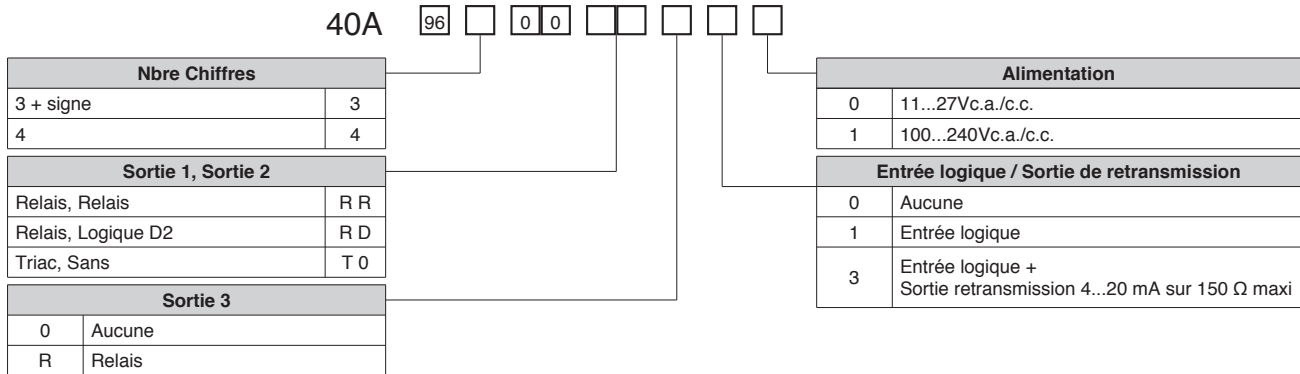 40A 96 0 0
Nbre Chiffres
3 + signe 3
4 4
Sortie 1, Sortie 2
Relais, Relais R R
Relais, Logique D2 R D
Triac, Sans T 0
Sortie 3
0 Aucune
R Relais
Alimentation
0 11...27Vc.a./c.c.
1 100...240Vc.a./c.c.
Entrée logique / Sortie de retransmission
0 Aucune
1 Entrée logique
3 Entrée logique +
Sortie retransmission 4...20 mA sur 150 Ω maxi